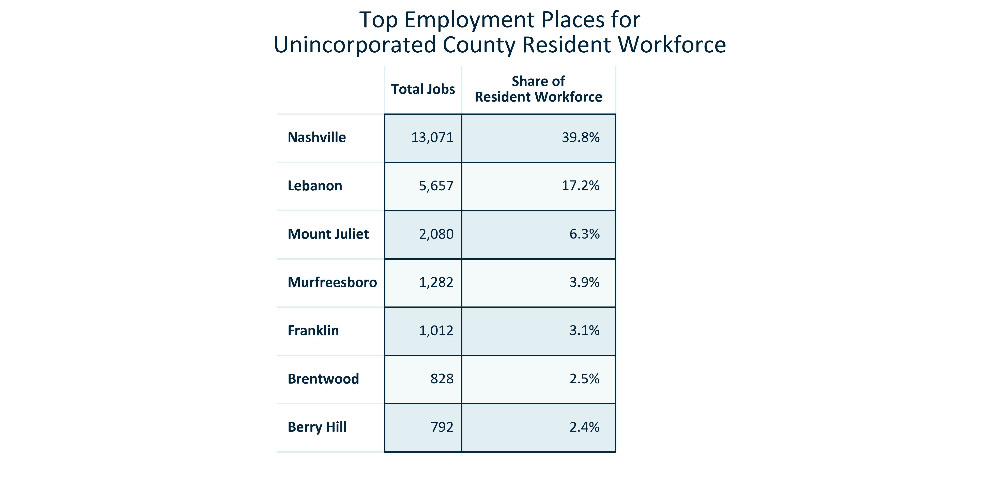 Top Employment Places for
Unincorporated County Resident Workforce
Total Jobs
Share of
Resident Workforce
Nashville 13,071 39.8%
Lebanon 5,657 17.2%
Mount Juliet 2,080 6.3%
Murfreesboro 1,282 3.9%
Franklin 1,012 3.1%
Brentwood 828 2.5%
Berry Hill 792 2.4%